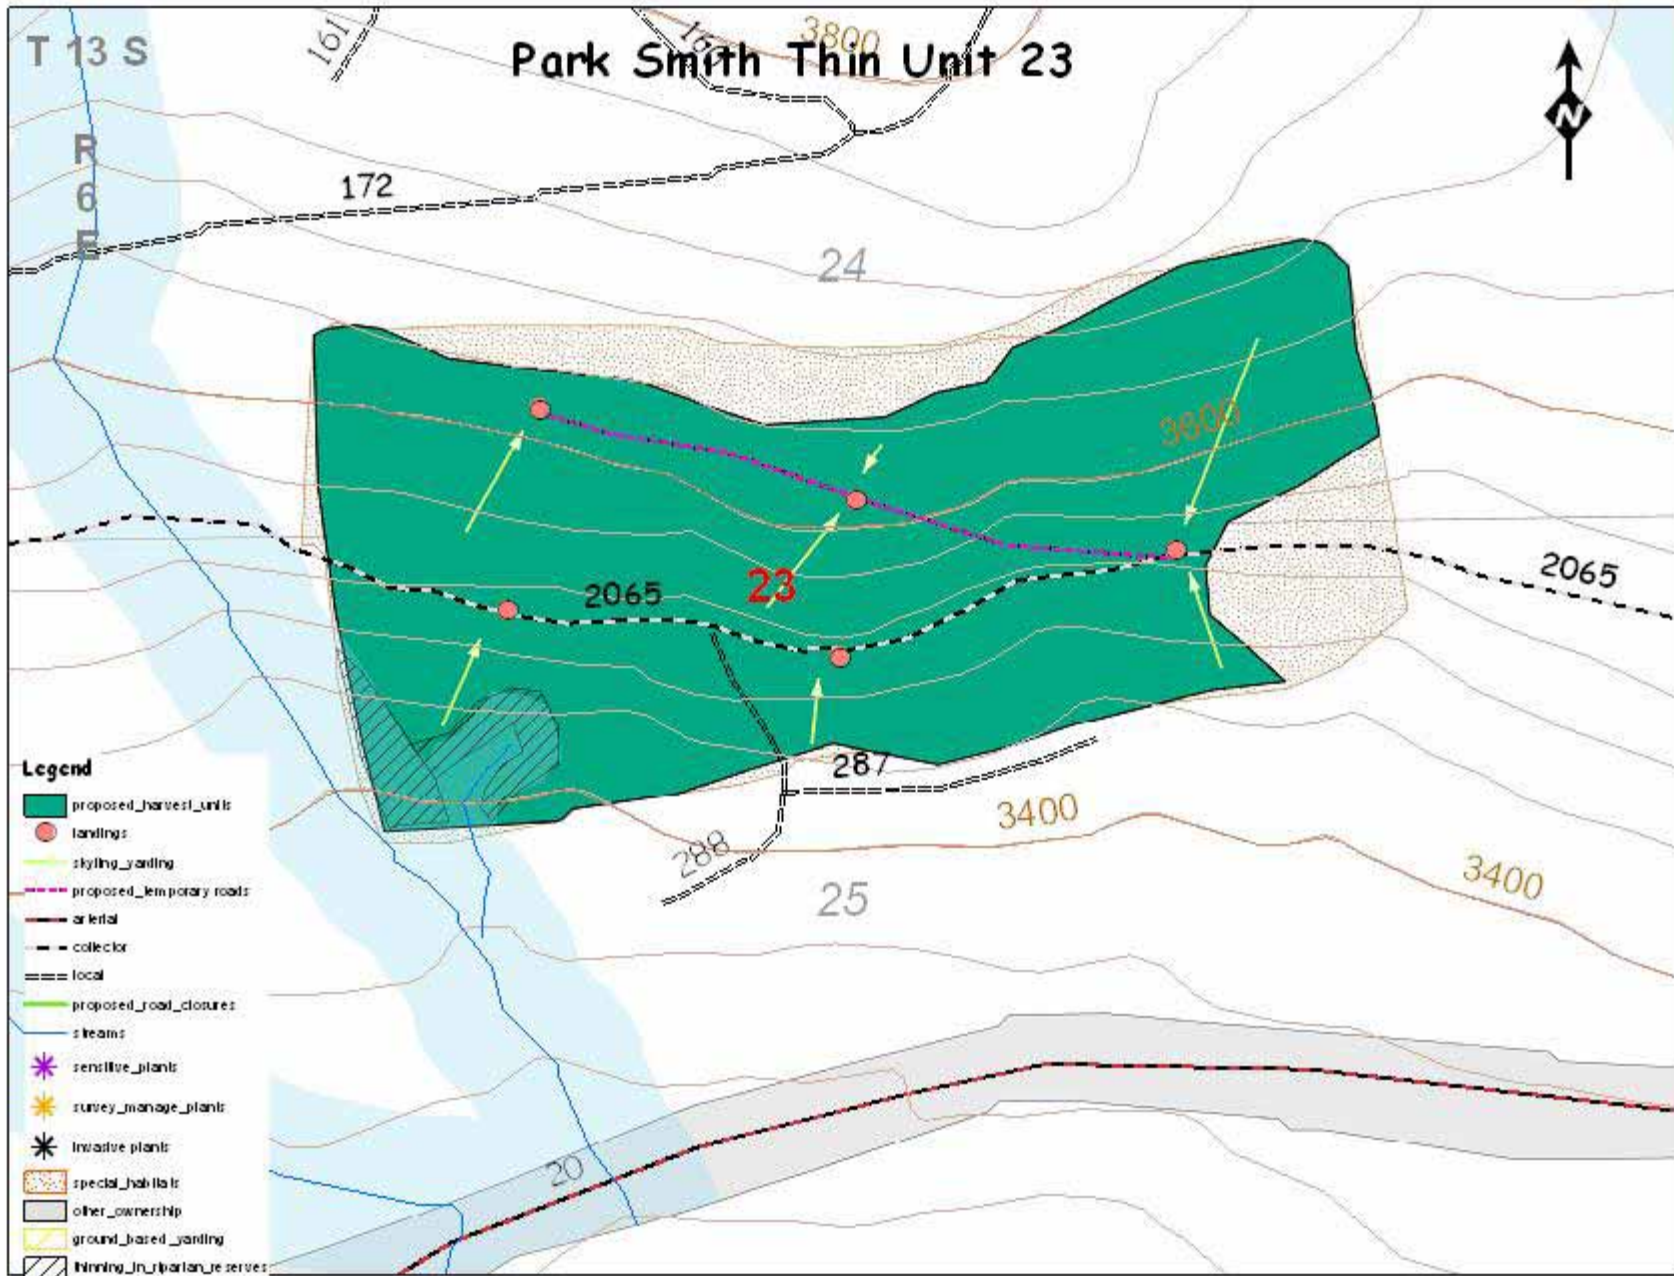 Park Smith Thin Unit 23
T 13 S
R
6
E
161
3800
N
172
24
3600
23
2065
2065
287
288
3400
3400
25
20
Legend
proposed_harvest_units
landings
skyling_yarding
proposed_temporary roads
arterial
collector
local
proposed_road_closures
streams
sensitive_plants
survey_manage_plants
invasive plants
special_habitats
other_ownership
ground_based_yarding
thinning_in_riparian_reserves